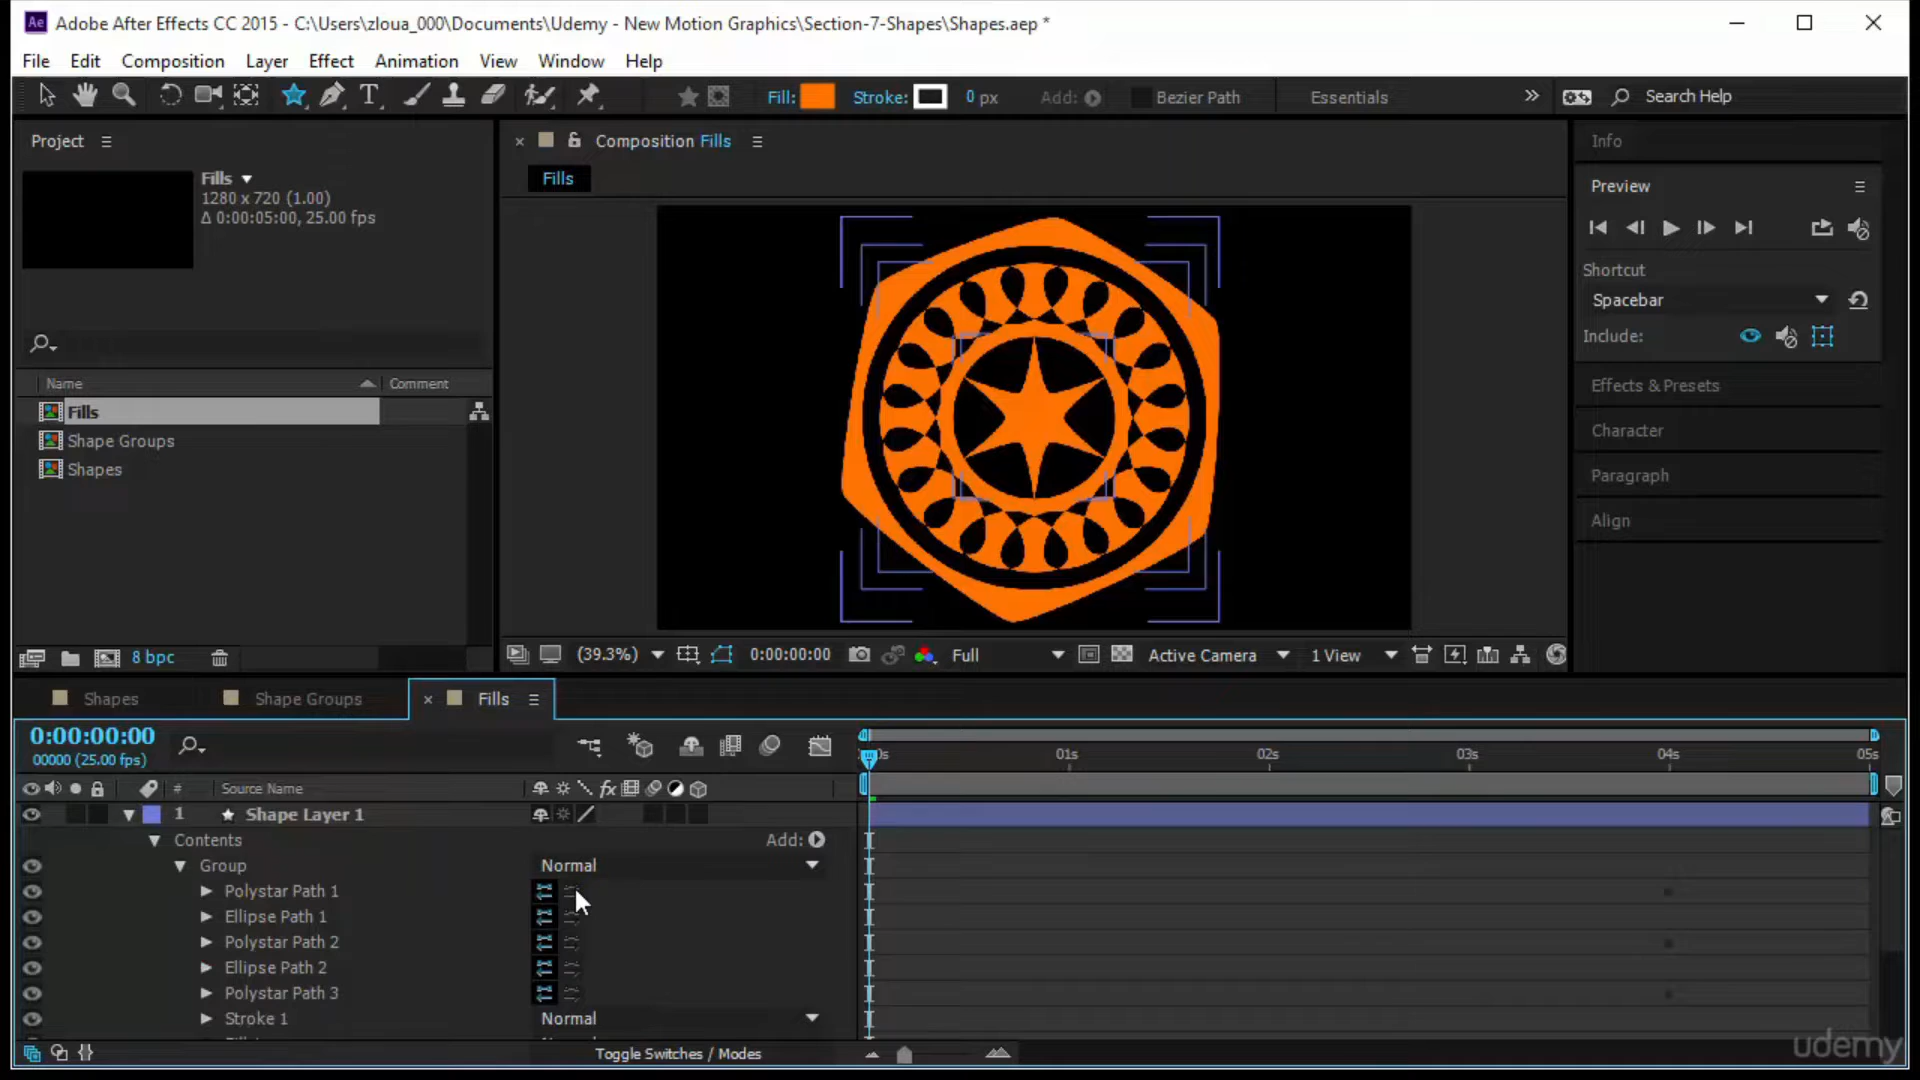 Ae Adobe After Effects CC 2015 - C:\Users\zloua_000\Documents\Udemy - New Motion Graphics\Section-7-Shapes\Shapes.aep *
File Edit Composition Layer Effect Animation View Window Help
T Fill: Stroke: 0 px Add: Bezier Path Essentials Search Help
Project
Fills
1280 x 720 (1.00)
Δ 0:00:05:00, 25.00 fps
Name Comment
Fills
Shape Groups
Shapes
8 bpc
Composition Fills
Fills
(39.3%) 0:00:00:00 Full Active Camera 1 View
Info
Preview
Shortcut
Spacebar
Include:
Effects & Presets
Character
Paragraph
Align
Shapes Shape Groups Fills
0:00:00:00
00000 (25.00 fps)
01s 02s 03s 04s 05s
# Source Name fx
1 Shape Layer 1
Contents Add:
Group Normal
Polystar Path 1
Ellipse Path 1
Polystar Path 2
Ellipse Path 2
Polystar Path 3
Stroke 1 Normal
Toggle Switches / Modes
udemy